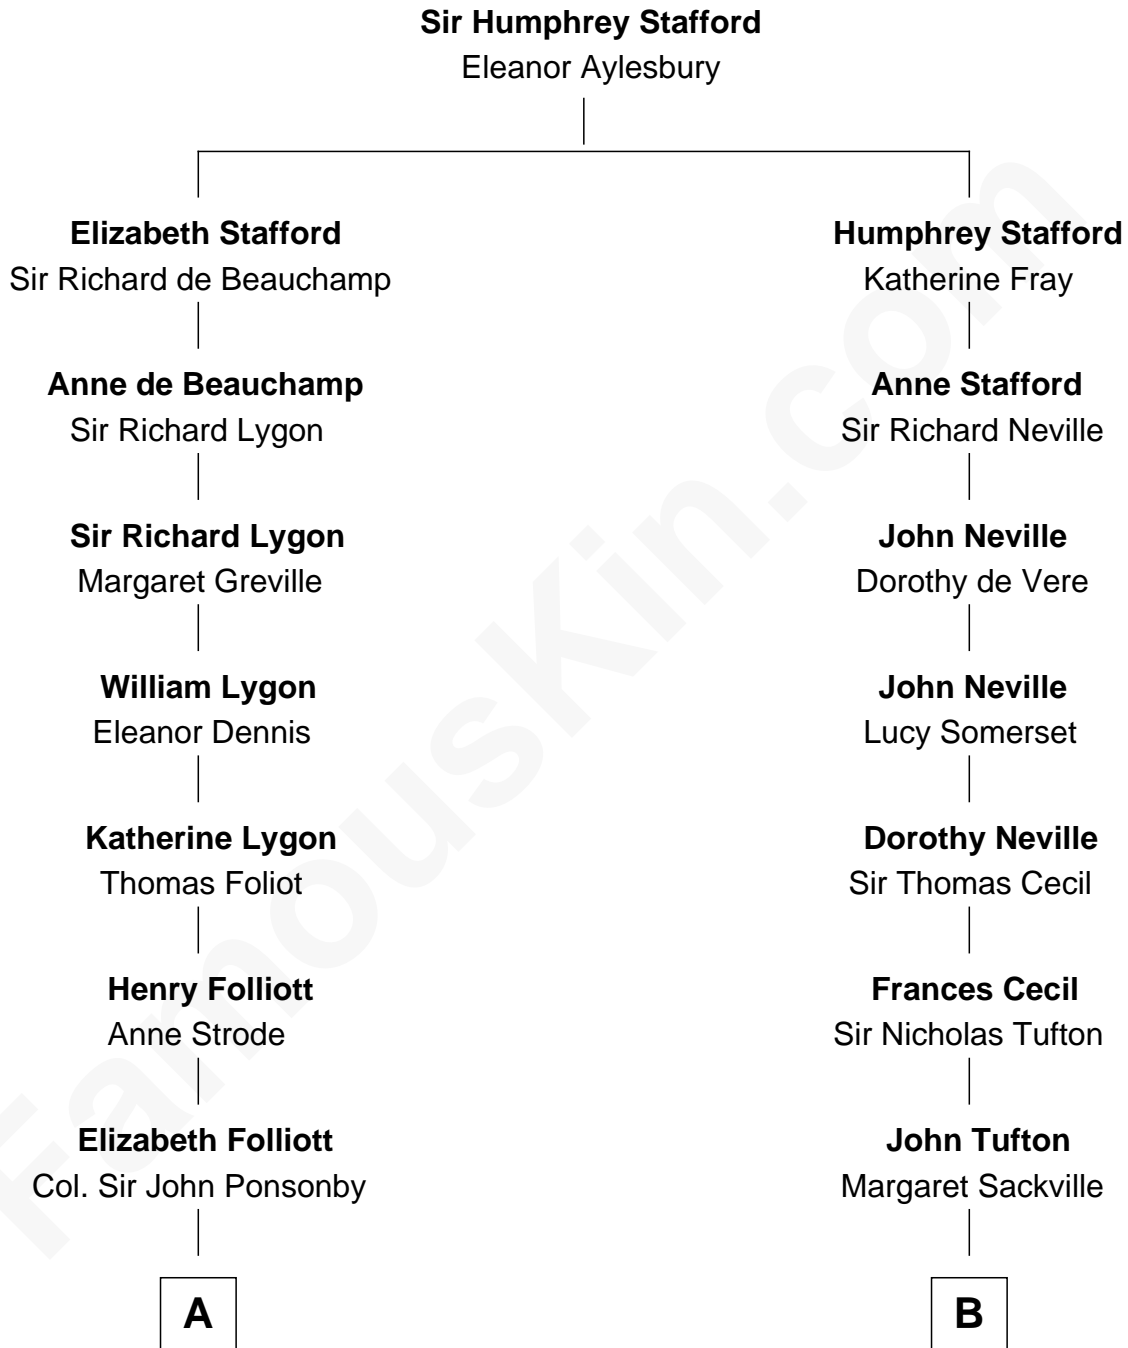 Sir Humphrey Stafford
Eleanor Aylesbury
Elizabeth Stafford
Sir Richard de Beauchamp
Humphrey Stafford
Katherine Fray
Anne de Beauchamp
Sir Richard Lygon
Anne Stafford
Sir Richard Neville
Sir Richard Lygon
Margaret Greville
John Neville
Dorothy de Vere
William Lygon
Eleanor Dennis
John Neville
Lucy Somerset
Katherine Lygon
Thomas Foliot
Dorothy Neville
Sir Thomas Cecil
Henry Folliott
Anne Strode
Frances Cecil
Sir Nicholas Tufton
Elizabeth Folliott
Col. Sir John Ponsonby
John Tufton
Margaret Sackville
A
B
FamousKin.com